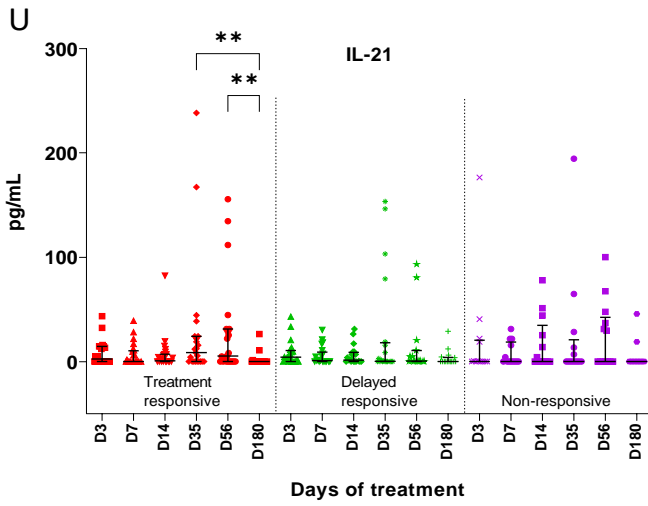 U
IL-21
**
**
pg/mL
300
200
100
0
Treatment
responsive
Delayed
responsive
Non-responsive
D3 D7 D14 D35 D56 D180 D3 D7 D14 D35 D56 D180 D3 D7 D14 D35 D56 D180
Days of treatment